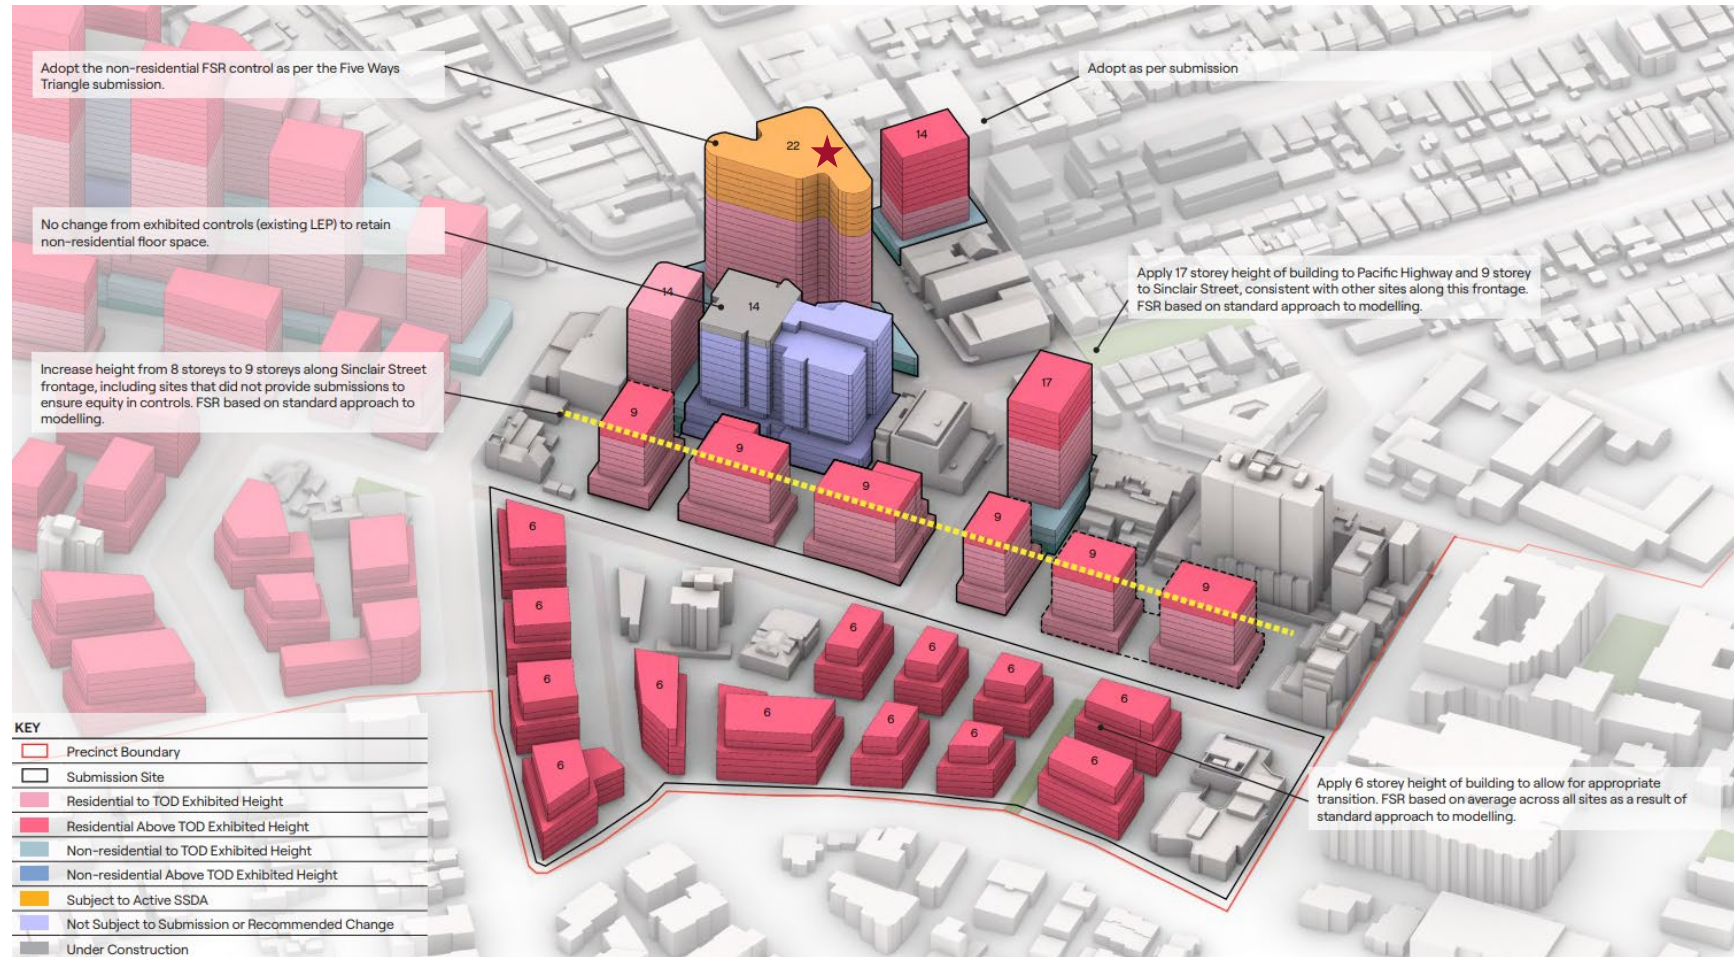 Adopt the non-residential FSR control as per the Five Ways
Triangle submission.
Adopt as per submission
14
22
No change from exhibited controls (existing LEP) to retain
non-residential floor space.
Apply 17 storey height of building to Pacific Highway and 9 storey
to Sinclair Street, consistent with other sites along this frontage.
FSR based on standard approach to modelling.
14
14
Increase height from 8 storeys to 9 storeys along Sinclair Street
frontage, including sites that did not provide submissions to
ensure equity in controls. FSR based on standard approach to
modelling.
17
9
9
9
9
9
9
6
6
6
6
6
6
6
6
6
6
6
6
6
6
KEY
Precinct Boundary
Submission Site
Residential to TOD Exhibited Height
Residential Above TOD Exhibited Height
Non-residential to TOD Exhibited Height
Non-residential Above TOD Exhibited Height
Subject to Active SSDA
Not Subject to Submission or Recommended Change
Under Construction
Apply 6 storey height of building to allow for appropriate
transition. FSR based on average across all sites as a result of
standard approach to modelling.